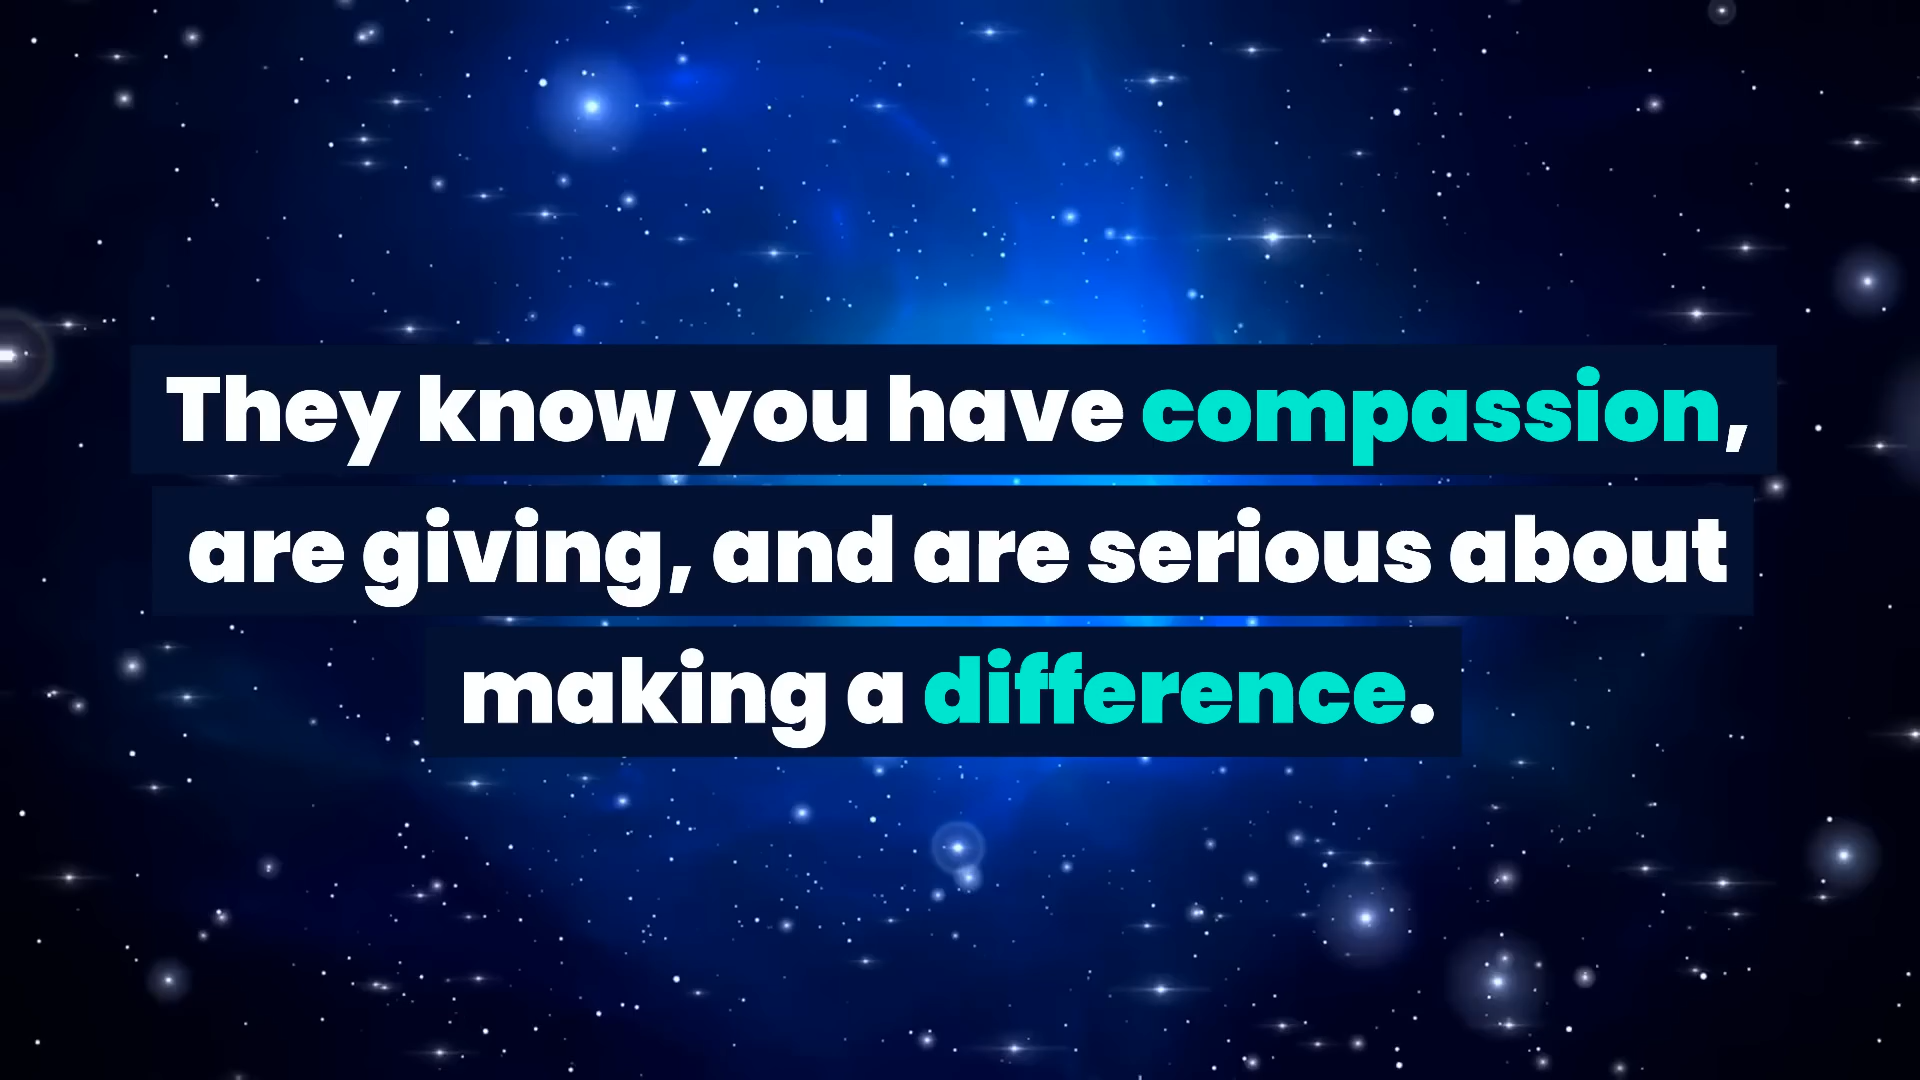 They know you have compassion,
are giving, and are serious about
making a difference.